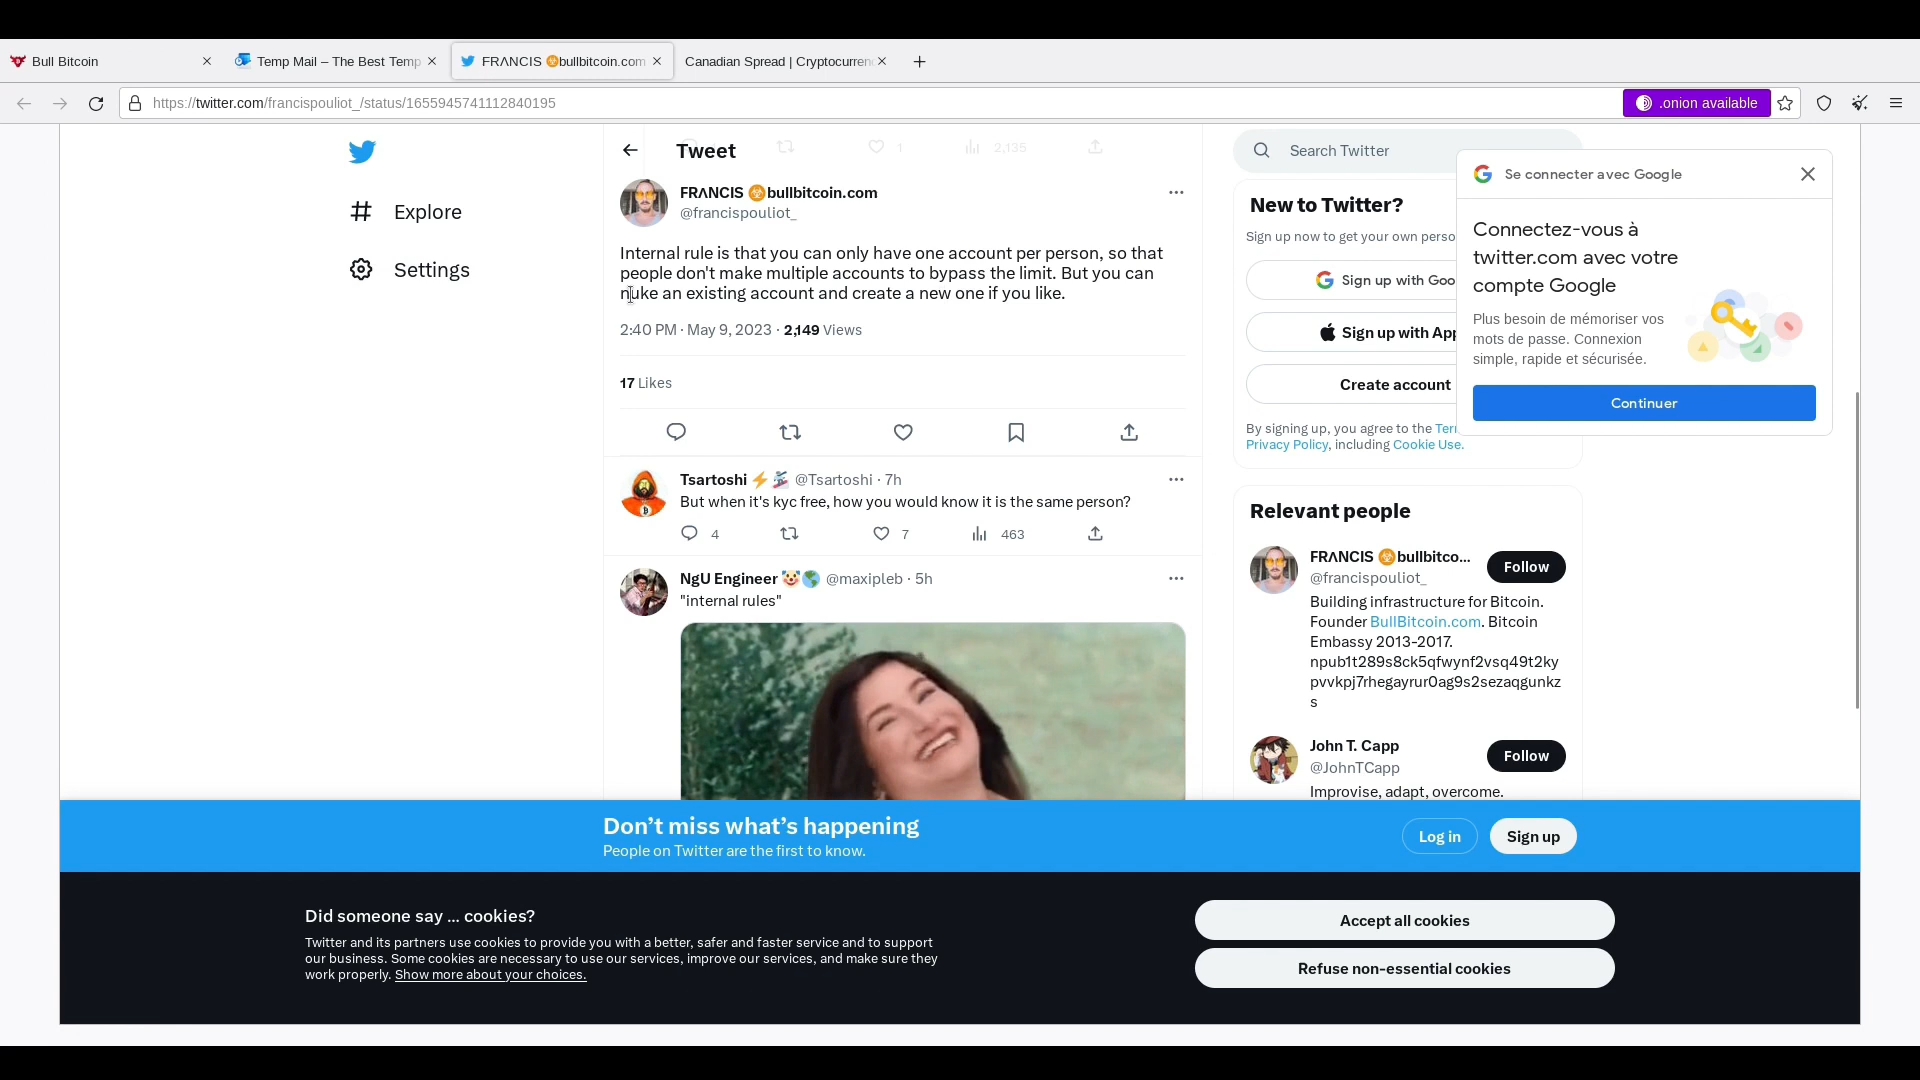 Bull Bitcoin
Temp Mail – The Best Temp
FRΛNCIS ☣bullbitcoin.com
Canadian Spread | Cryptocurren
https://twitter.com/francispouliot_/status/1655945741112840195
.onion available
Explore
Settings
Tweet
1
2,135
FRΛNCIS ☣bullbitcoin.com
@francispouliot_
Internal rule is that you can only have one account per person, so that
people don't make multiple accounts to bypass the limit. But you can
nuke an existing account and create a new one if you like.
2:40 PM · May 9, 2023 · 2,149 Views
17 Likes
Tsartoshi ⚡🏂 @Tsartoshi · 7h
But when it's kyc free, how you would know it is the same person?
4
7
463
NgU Engineer 🤡🌎 @maxipleb · 5h
"internal rules"
Search Twitter
New to Twitter?
Sign up now to get your own perso
Sign up with Goo
Sign up with App
Create account
By signing up, you agree to the Ter
Privacy Policy, including Cookie Use.
Se connecter avec Google
Connectez-vous à
twitter.com avec votre
compte Google
Plus besoin de mémoriser vos
mots de passe. Connexion
simple, rapide et sécurisée.
Continuer
Relevant people
FRΛNCIS ☣bullbitco...
@francispouliot_
Follow
Building infrastructure for Bitcoin.
Founder BullBitcoin.com. Bitcoin
Embassy 2013-2017.
npub1t289s8ck5qfwynf2vsq49t2ky
pvvkpj7rhegayrur0ag9s2sezaqgunkz
s
John T. Capp
@JohnTCapp
Follow
Improvise, adapt, overcome.
Don’t miss what’s happening
People on Twitter are the first to know.
Log in
Sign up
Did someone say … cookies?
Twitter and its partners use cookies to provide you with a better, safer and faster service and to support
our business. Some cookies are necessary to use our services, improve our services, and make sure they
work properly. Show more about your choices.
Accept all cookies
Refuse non-essential cookies